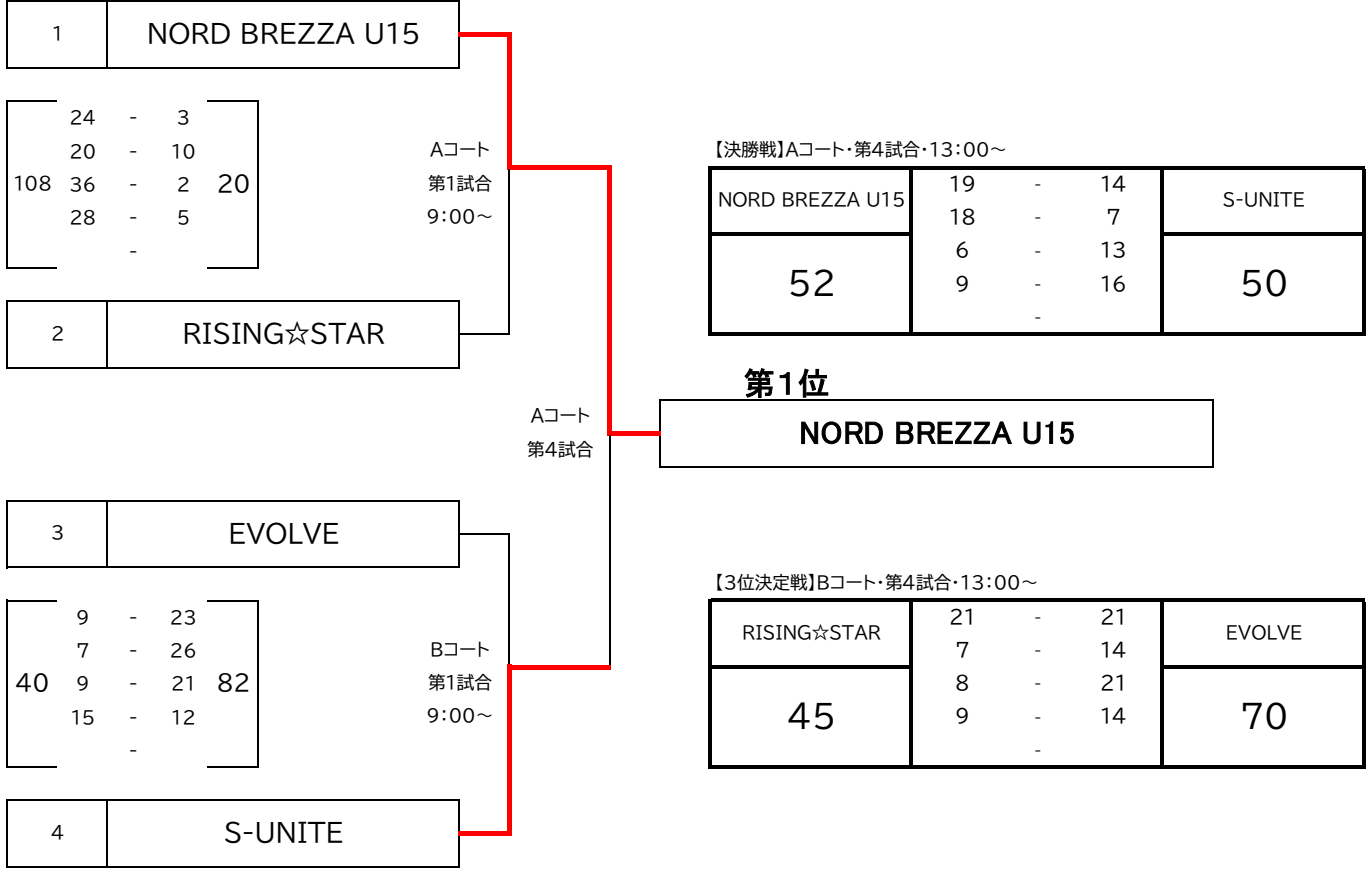 1 NORD BREZZA U15
24 - 3
20 - 10
108 36 - 2 20
28 - 5
-
Aコート
第1試合
9:00～
2 RISING☆STAR
Aコート
第4試合
3 EVOLVE
9 - 23
7 - 26
40 9 - 21 82
15 - 12
-
Bコート
第1試合
9:00～
4 S-UNITE
【決勝戦】Aコート・第4試合・13:00～
NORD BREZZA U15 19 - 14 S-UNITE
18 - 7
6 - 13
52 9 - 16 50
-
第1位
NORD BREZZA U15
【3位決定戦】Bコート・第4試合・13:00～
RISING☆STAR 21 - 21 EVOLVE
7 - 14
8 - 21
45 9 - 14 70
-